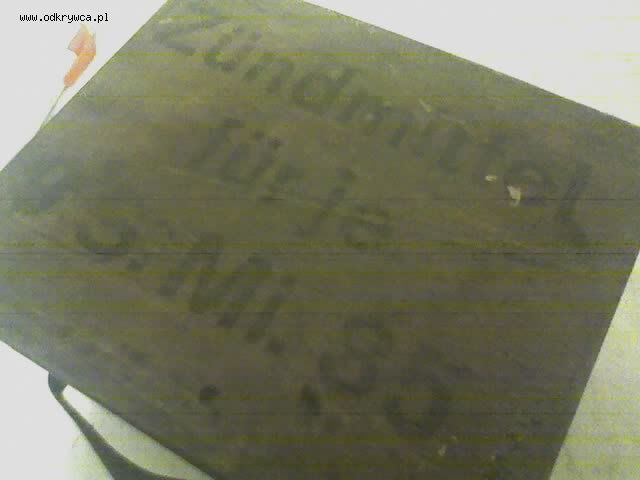 www.odkrywca.pl
Zündmittel
für je
S.Mi. 35